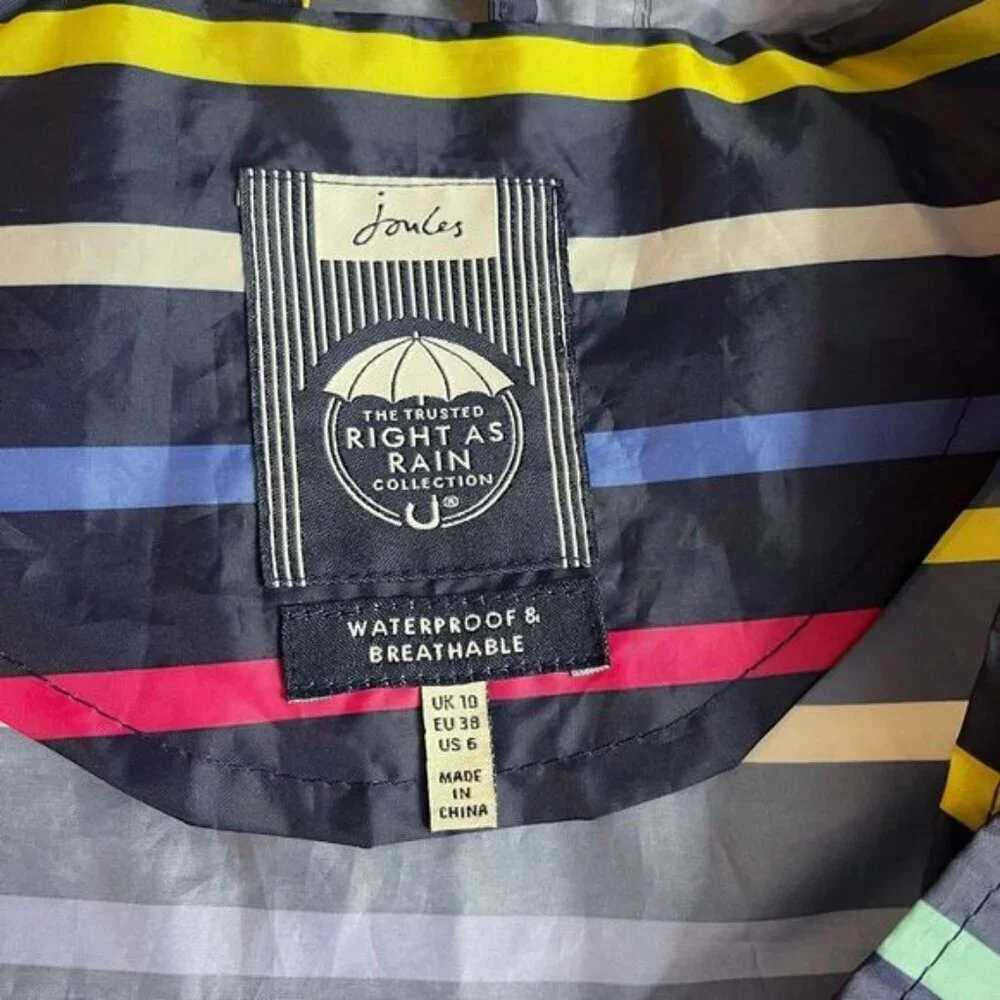 joules
THE TRUSTED
RIGHT AS
RAIN
COLLECTION
®
WATERPROOF &
BREATHABLE
UK 10
EU 38
US 6
MADE
IN
CHINA